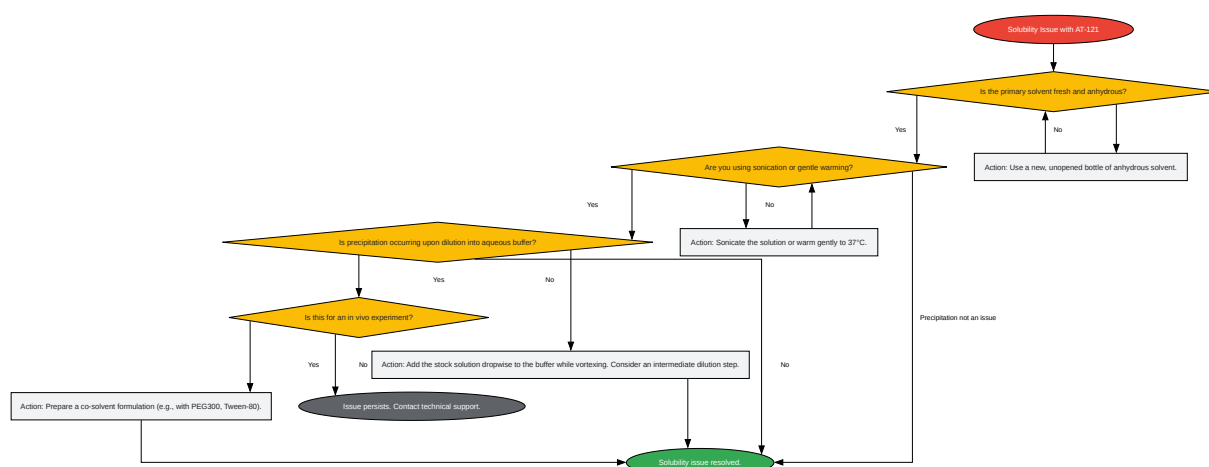 Solubility Issue with AT-121
Is the primary solvent fresh and anhydrous?
Yes
No
Action: Use a new, unopened bottle of anhydrous solvent.
Are you using sonication or gentle warming?
Yes
No
Action: Sonicate the solution or warm gently to 37°C.
Is precipitation occurring upon dilution into aqueous buffer?
Yes
No
Is this for an in vivo experiment?
Precipitation not an issue
Yes
No
Action: Add the stock solution dropwise to the buffer while vortexing. Consider an intermediate dilution step.
No
Action: Prepare a co-solvent formulation (e.g., with PEG300, Tween-80).
Issue persists. Contact technical support.
Solubility issue resolved.